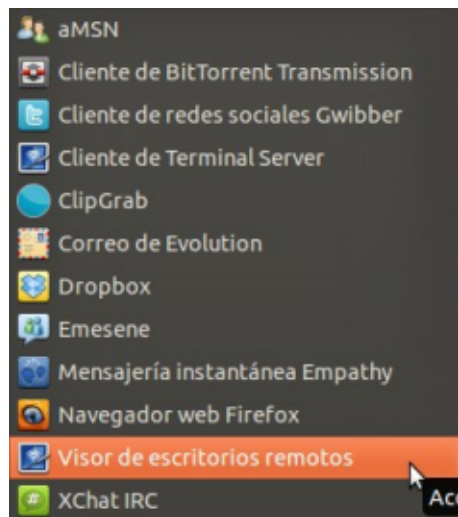 aMSN
Cliente de BitTorrent Transmission
Cliente de redes sociales Gwibber
Cliente de Terminal Server
ClipGrab
Correo de Evolution
Dropbox
Emesene
Mensajería instantánea Empathy
Navegador web Firefox
Visor de escritorios remotos
XChat IRC